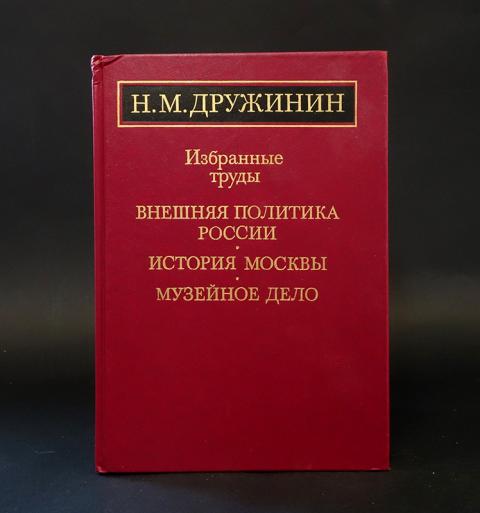 Н.М.ДРУЖИНИН
Избранные
труды
ВНЕШНЯЯ ПОЛИТИКА
РОССИИ
•
ИСТОРИЯ МОСКВЫ
•
МУЗЕЙНОЕ ДЕЛО